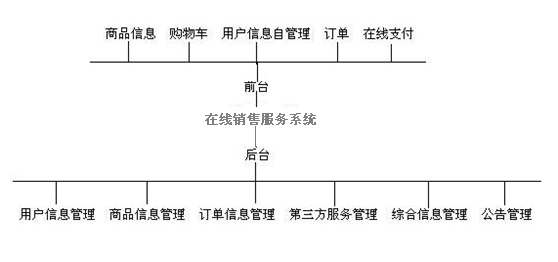 商品信息 购物车 用户信息自管理 订单 在线支付
前台
在线销售服务系统
后台
用户信息管理 商品信息管理 订单信息管理 第三方服务管理 综合信息管理 公告管理